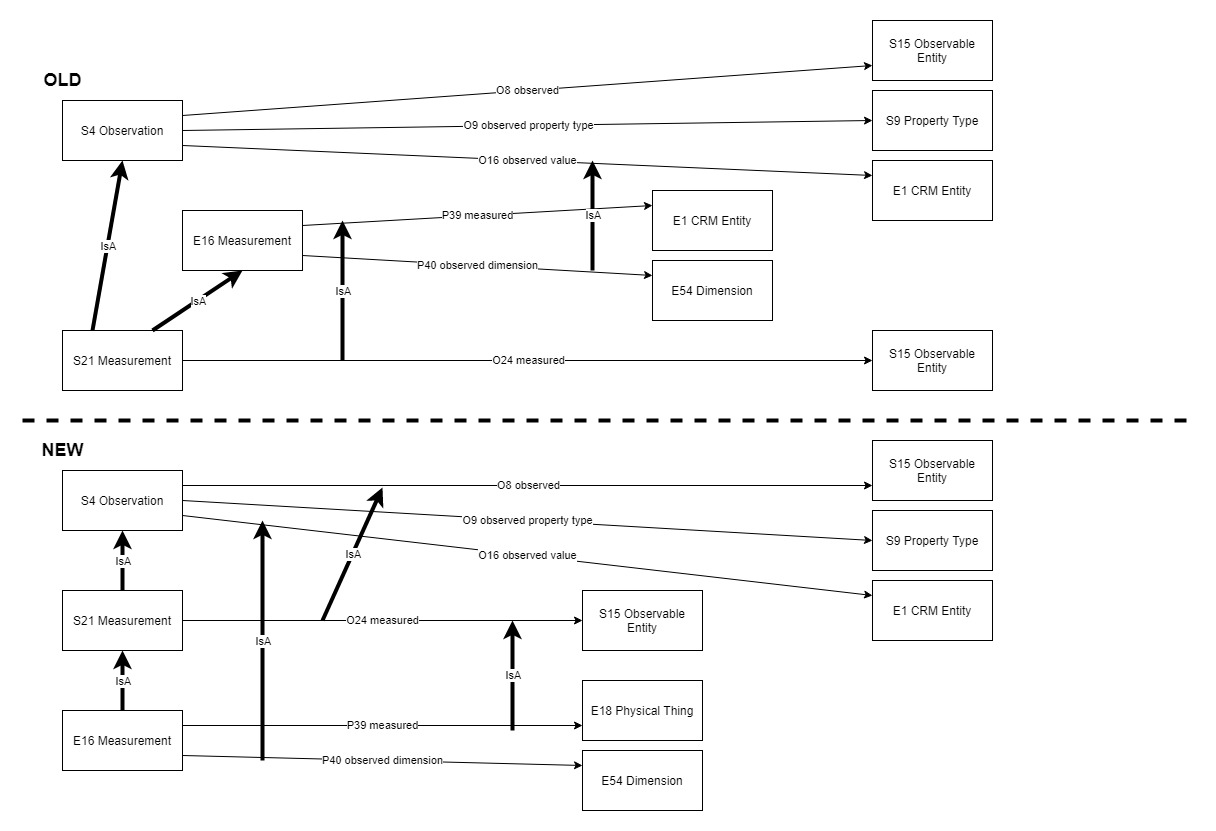 S15 Observable
Entity
OLD
O8 observed
S4 Observation
O9 observed property type
S9 Property Type
O16 observed value
E1 CRM Entity
P39 measured
IsA
E1 CRM Entity
E16 Measurement
IsA
P40 observed dimension
IsA
E54 Dimension
IsA
S21 Measurement
O24 measured
S15 Observable
Entity
NEW
S15 Observable
Entity
S4 Observation
O8 observed
O9 observed property type
S9 Property Type
IsA
IsA
O16 observed value
E1 CRM Entity
S21 Measurement
O24 measured
S15 Observable
Entity
IsA
IsA
IsA
E18 Physical Thing
P39 measured
E16 Measurement
P40 observed dimension
E54 Dimension